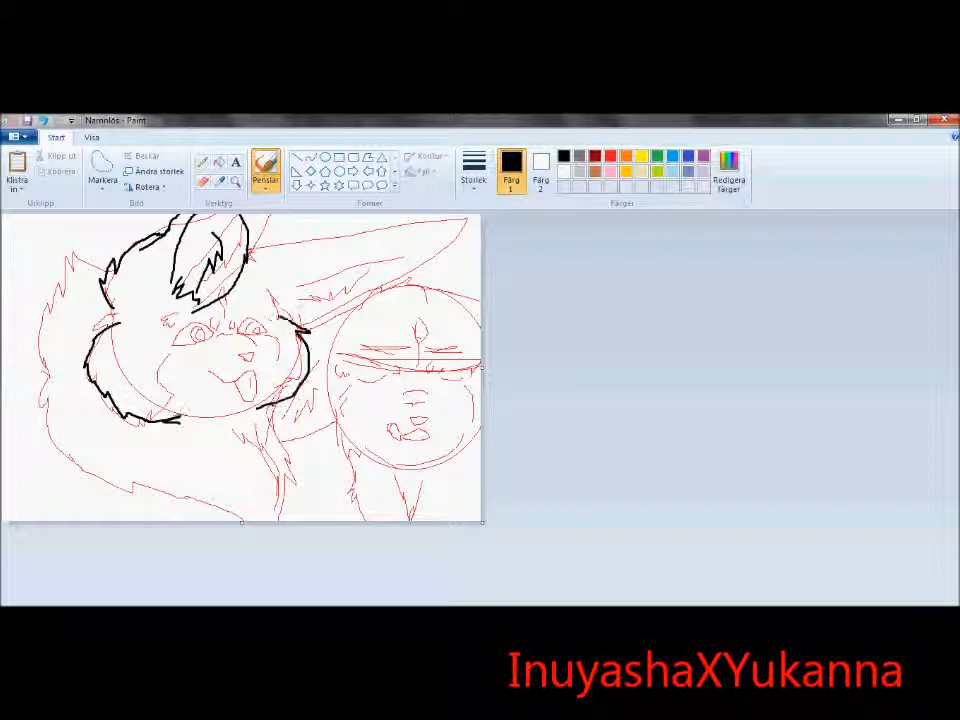 Namnlös - Paint
Start Visa
Klistra in
Klipp ut
Kopiera
Urklipp
Markera
Beskär
Ändra storlek
Rotera
Bild
A
Verktyg
Penslar
Kontur
Fyll
Former
Storlek
Färg 1
Färg 2
Redigera färger
Färger
InuyashaXYukanna